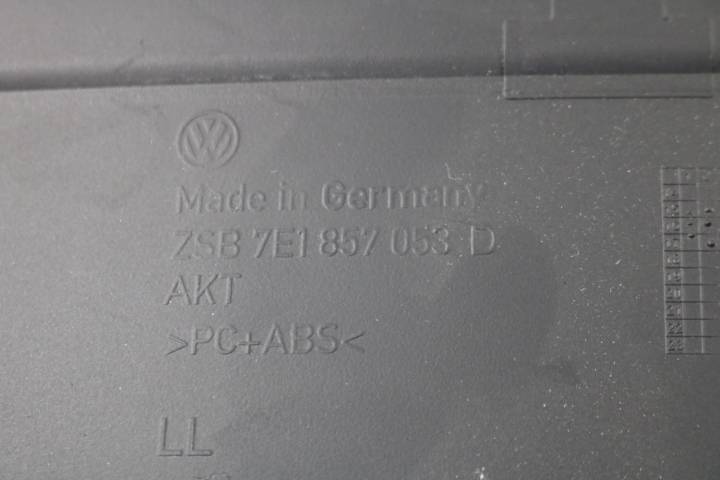 Made in Germany
ZSB 7E1 857 053 D
AKT
>PC+ABS<
LL